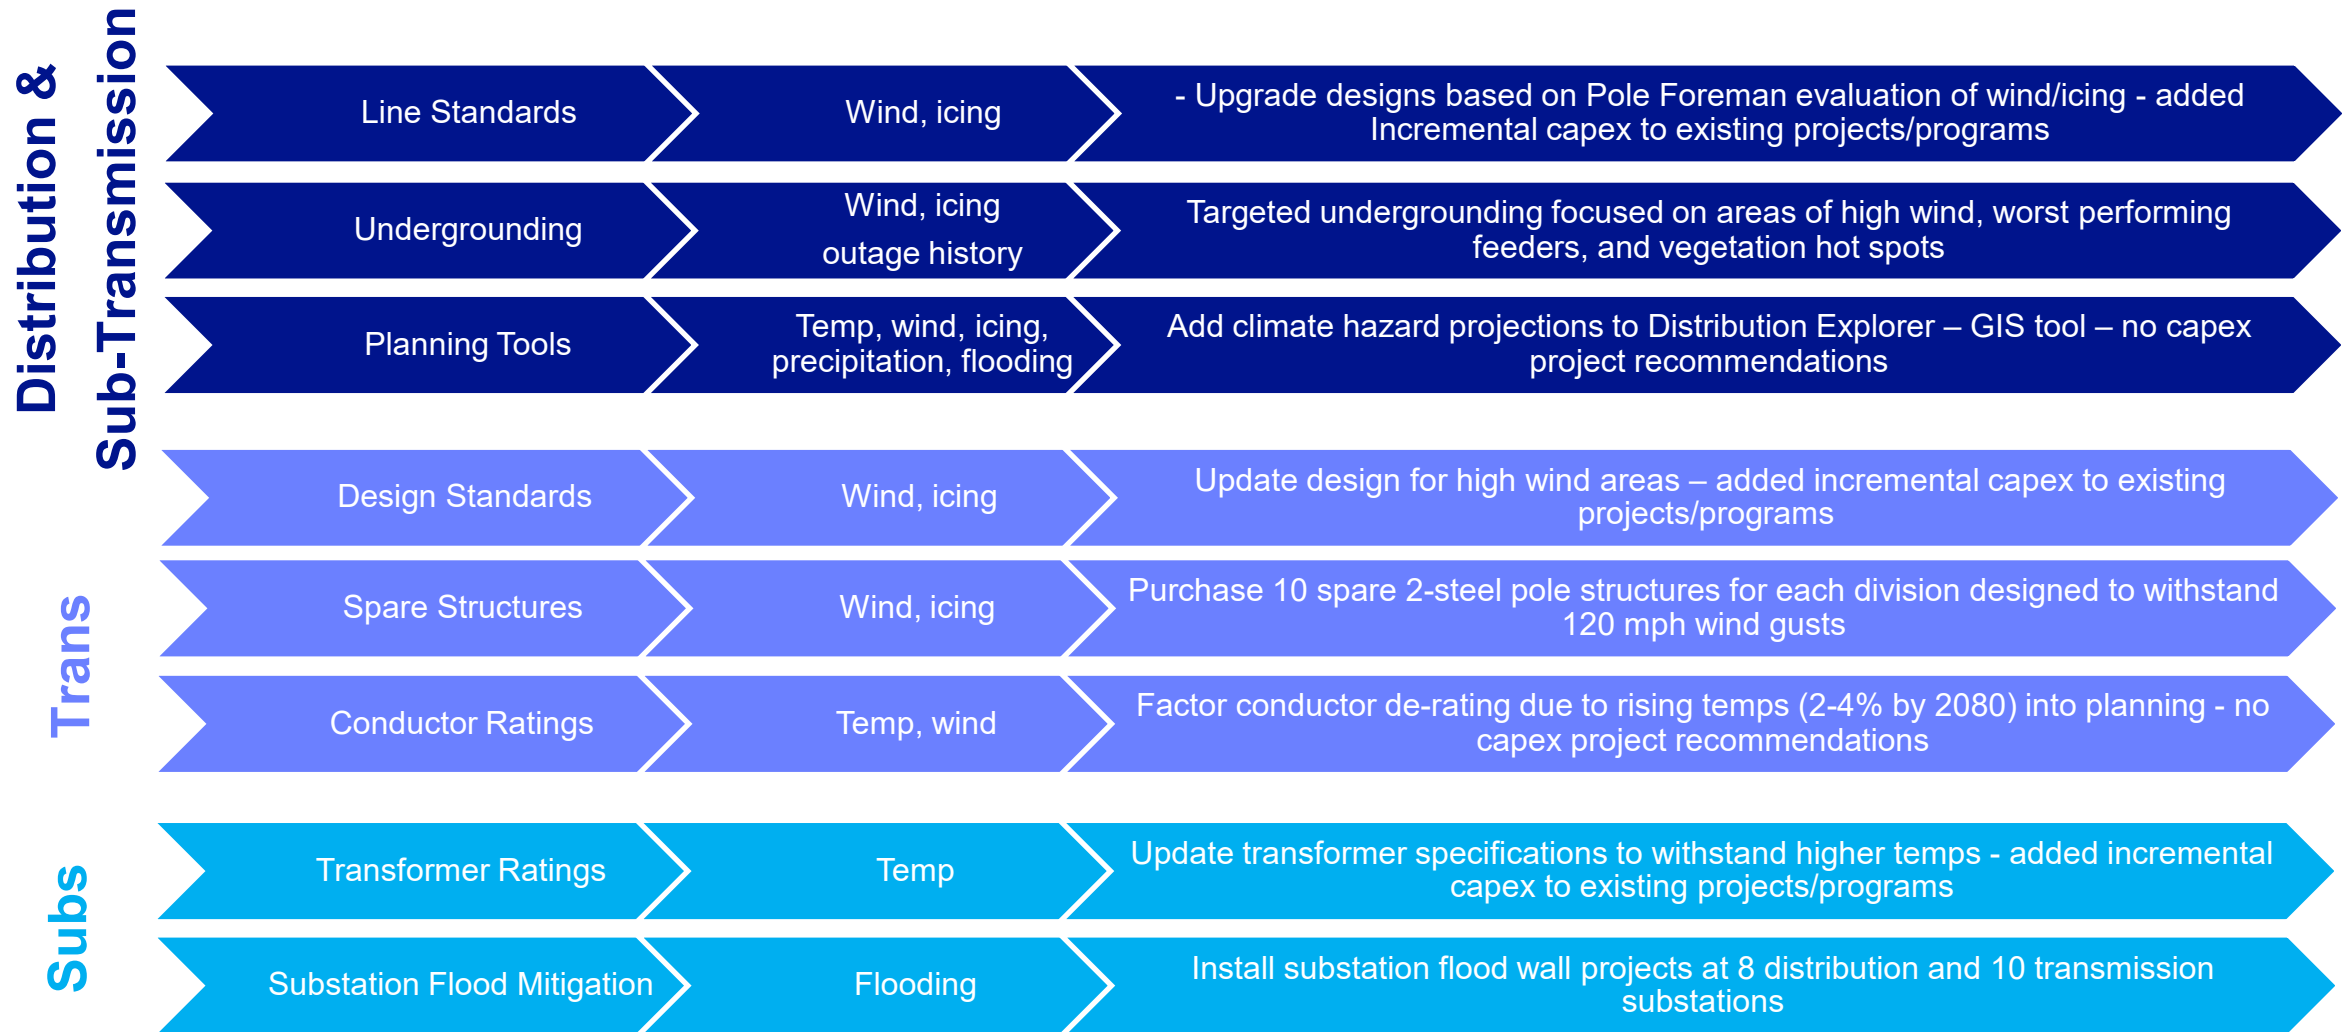 Distribution &
Sub-Transmission
Line Standards
Wind, icing
- Upgrade designs based on Pole Foreman evaluation of wind/icing - added
Incremental capex to existing projects/programs
Undergrounding
Wind, icing
outage history
Targeted undergrounding focused on areas of high wind, worst performing
feeders, and vegetation hot spots
Planning Tools
Temp, wind, icing,
precipitation, flooding
Add climate hazard projections to Distribution Explorer – GIS tool – no capex
project recommendations
Trans
Design Standards
Wind, icing
Update design for high wind areas – added incremental capex to existing
projects/programs
Spare Structures
Wind, icing
Purchase 10 spare 2-steel pole structures for each division designed to withstand
120 mph wind gusts
Conductor Ratings
Temp, wind
Factor conductor de-rating due to rising temps (2-4% by 2080) into planning - no
capex project recommendations
Subs
Transformer Ratings
Temp
Update transformer specifications to withstand higher temps - added incremental
capex to existing projects/programs
Substation Flood Mitigation
Flooding
Install substation flood wall projects at 8 distribution and 10 transmission
substations